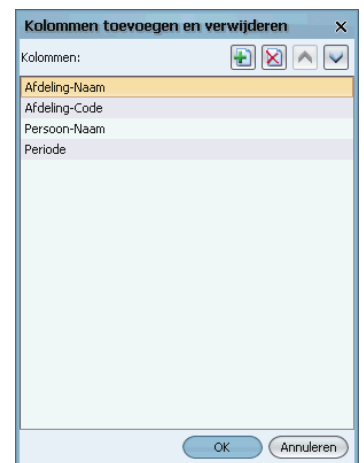 Kolommen toevoegen en verwijderen
Kolommen:
Afdeling-Naam
Afdeling-Code
Persoon-Naam
Periode
OK Annuleren